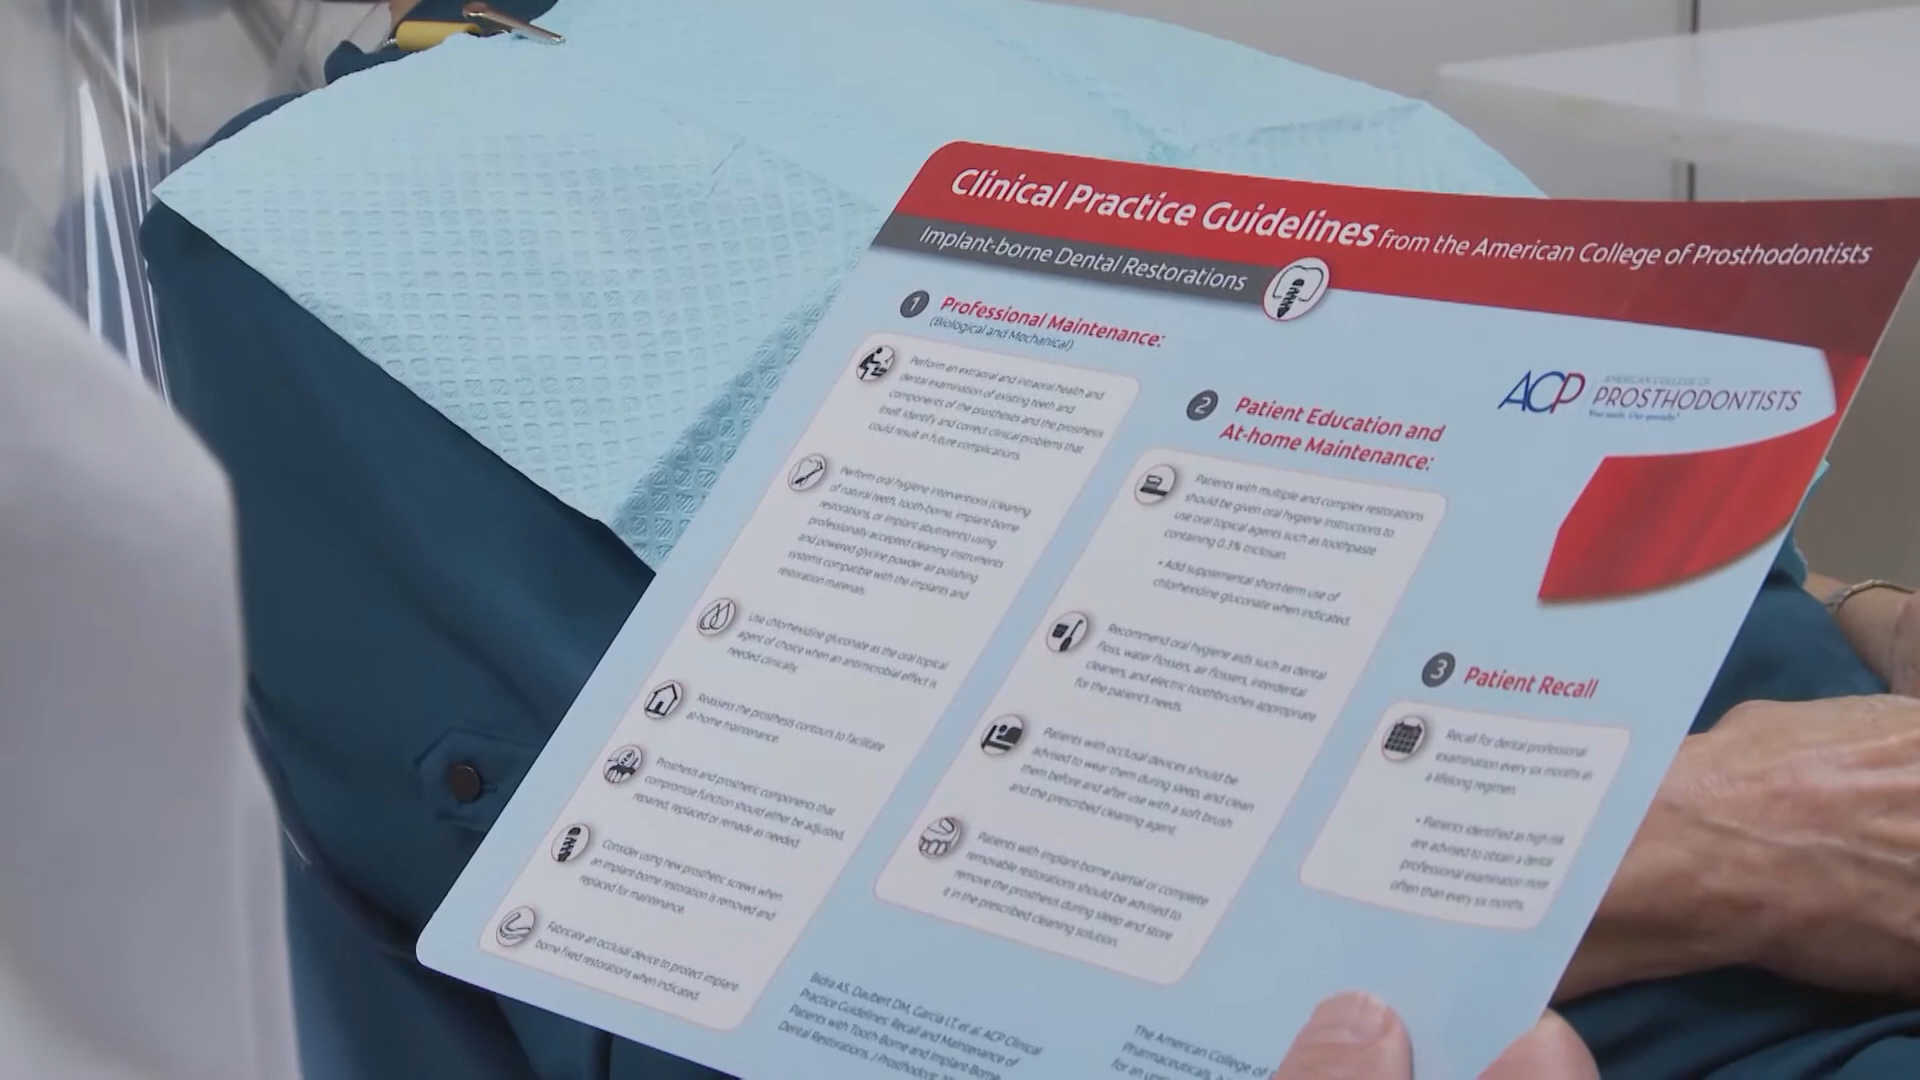 Clinical Practice Guidelines from the American College of Prosthodontists
Implant-borne Dental Restorations
1 Professional Maintenance:
(Biological and Mechanical)
Perform an extraoral and intraoral health and
dental examination of existing teeth and
components of the prostheses and the prosthesis
itself. Identify and correct clinical problems that
could result in future complications.
Perform oral hygiene interventions (cleaning
of natural teeth, tooth-borne, implant-borne
restorations, or implant abutments) using
professionally accepted cleaning instruments
and powered glycine powder air polishing
systems compatible with the implants and
restoration materials.
Use chlorhexidine gluconate as the oral topical
agent of choice when an antimicrobial effect is
needed clinically.
Reassess the prosthesis contours to facilitate
at-home maintenance.
Prosthesis and prosthetic components that
compromise function should either be adjusted,
repaired, replaced or remade as needed.
Consider using new prosthetic screws when
an implant-borne restoration is removed and
replaced for maintenance.
Fabricate an occlusal device to protect implant-
borne fixed restorations when indicated.
2 Patient Education and
At-home Maintenance:
Patients with multiple and complex restorations
should be given oral hygiene instructions to
use oral topical agents such as toothpaste
containing 0.3% triclosan.
• Add supplemental short-term use of
chlorhexidine gluconate when indicated.
Recommend oral hygiene aids such as dental
floss, water flossers, air flossers, interdental
cleaners, and electric toothbrushes appropriate
for the patient's needs.
Patients with occlusal devices should be
advised to wear them during sleep, and clean
them before and after use with a soft brush
and the prescribed cleaning agent.
Patients with implant-borne partial or complete
removable restorations should be advised to
remove the prosthesis during sleep and store
it in the prescribed cleaning solution.
ACP
AMERICAN COLLEGE OF
PROSTHODONTISTS
Your smile. Our specialty.®
3 Patient Recall
Recall for dental professional
examination every six months as
a lifelong regimen.
• Patients identified as high risk
are advised to obtain a dental
professional examination more
often than every six months.
Bidra AS, Daubert DM, Garcia LT, et al. ACP Clinical
Practice Guidelines: Recall and Maintenance of
Patients with Tooth-Borne and Implant-Borne
Dental Restorations. J Prosthodont
The American College of
Pharmaceuticals,
for an